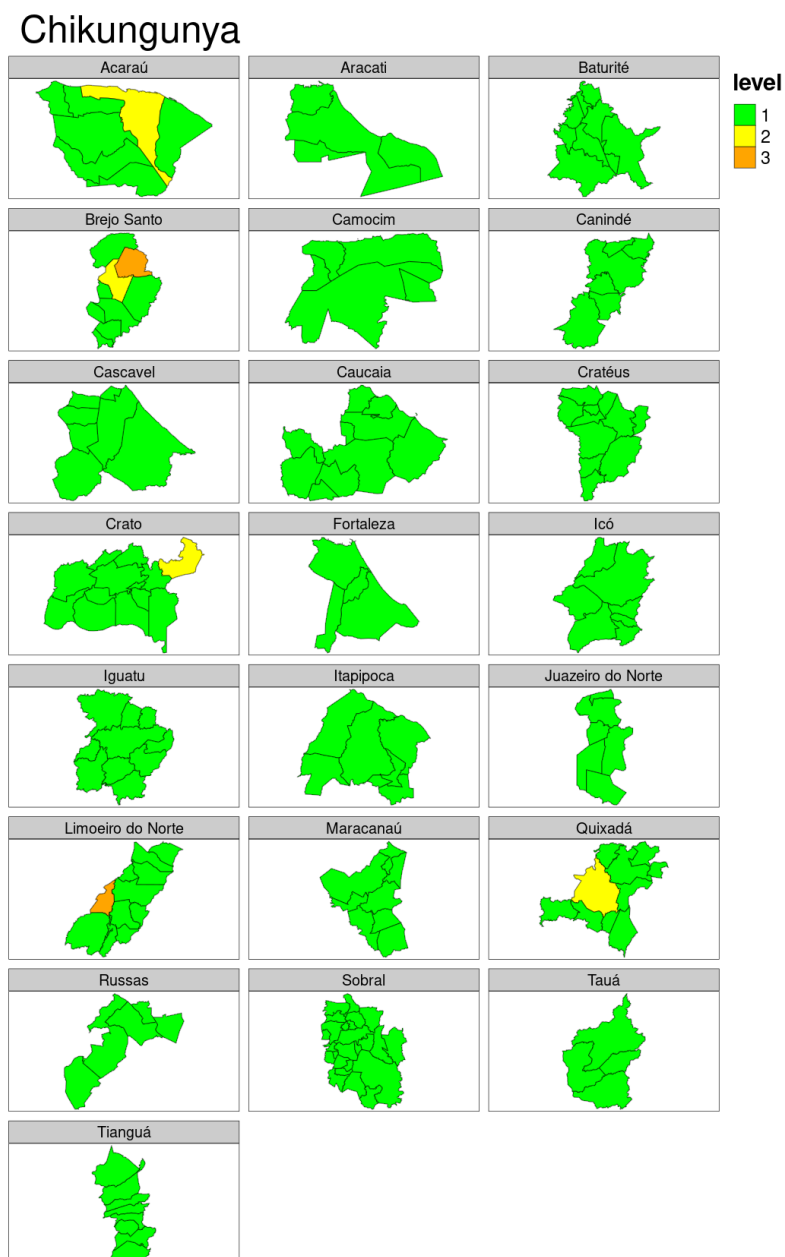 Chikungunya
Acaraú
Aracati
Baturité
level
1
2
3
Brejo Santo
Camocim
Canindé
Cascavel
Caucaia
Cratéus
Crato
Fortaleza
Icó
Iguatu
Itapipoca
Juazeiro do Norte
Limoeiro do Norte
Maracanaú
Quixadá
Russas
Sobral
Tauá
Tianguá